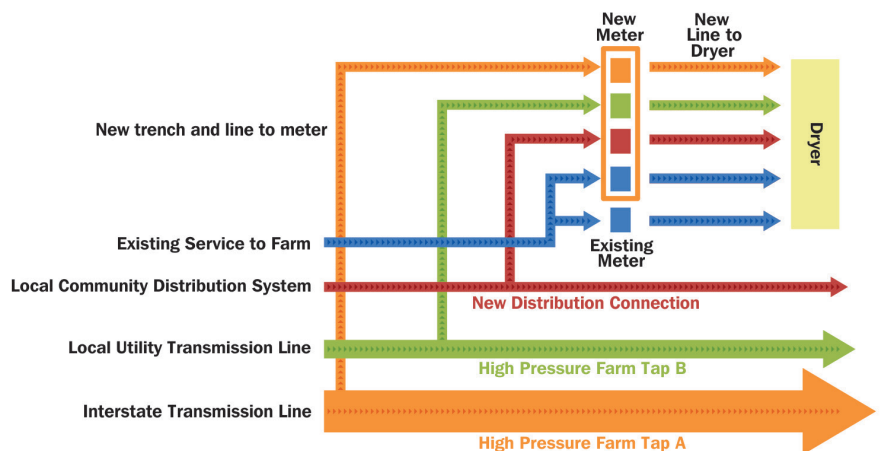 New
Meter
New
Line to
Dryer
New trench and line to meter
Dryer
Existing Service to Farm
Existing
Meter
Local Community Distribution System
New Distribution Connection
Local Utility Transmission Line
High Pressure Farm Tap B
Interstate Transmission Line
High Pressure Farm Tap A